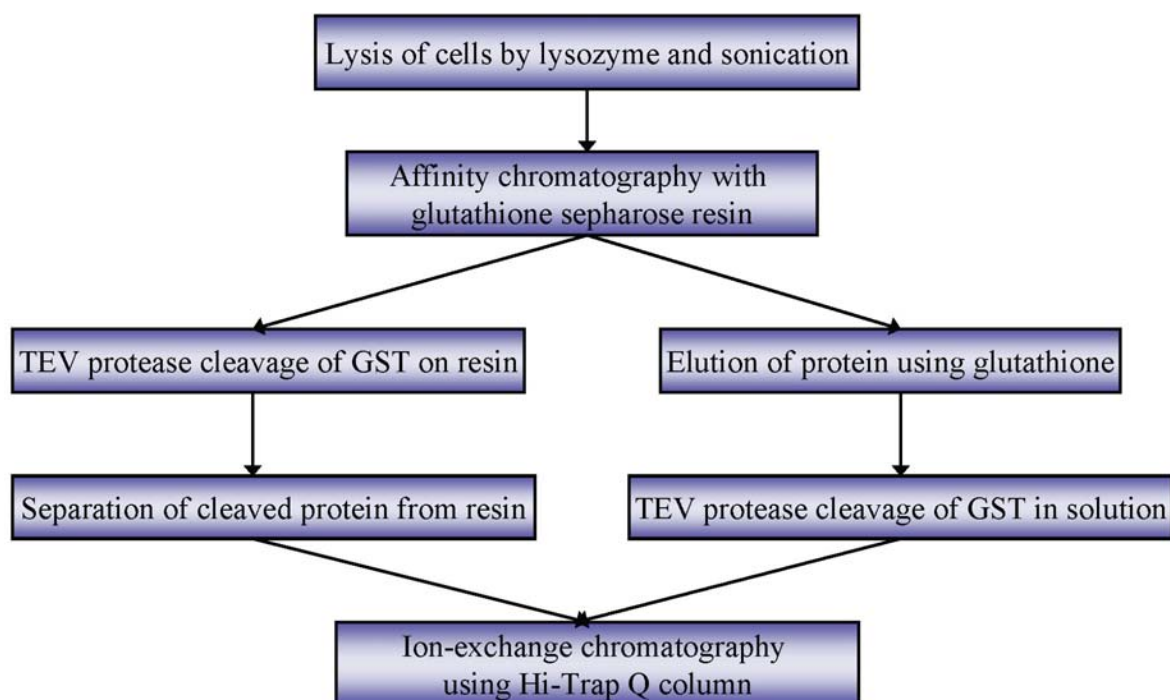 Lysis of cells by lysozyme and sonication
Affinity chromatography with
glutathione sepharose resin
TEV protease cleavage of GST on resin
Elution of protein using glutathione
Separation of cleaved protein from resin
TEV protease cleavage of GST in solution
Ion-exchange chromatography
using Hi-Trap Q column